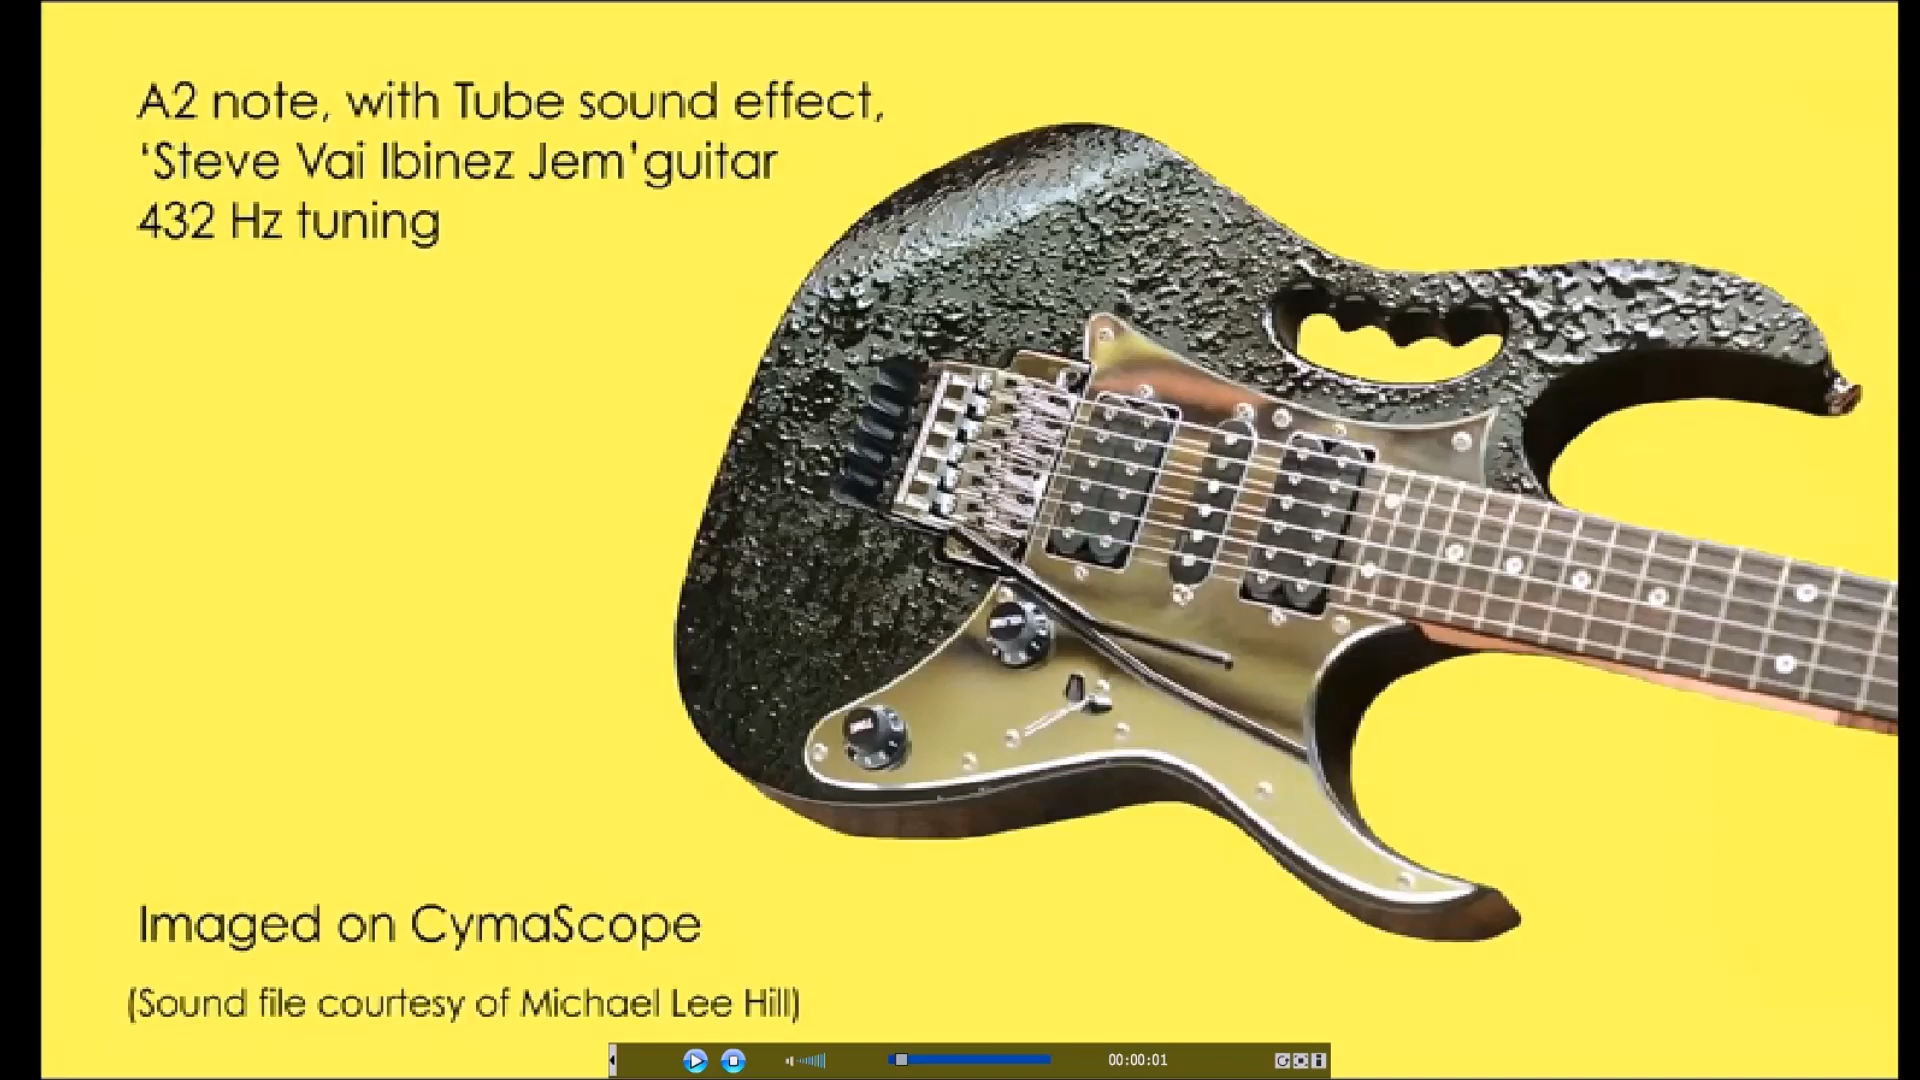 A2 note, with Tube sound effect,
‘Steve Vai Ibinez Jem’guitar
432 Hz tuning
Imaged on CymaScope
(Sound file courtesy of Michael Lee Hill)
00:00:01